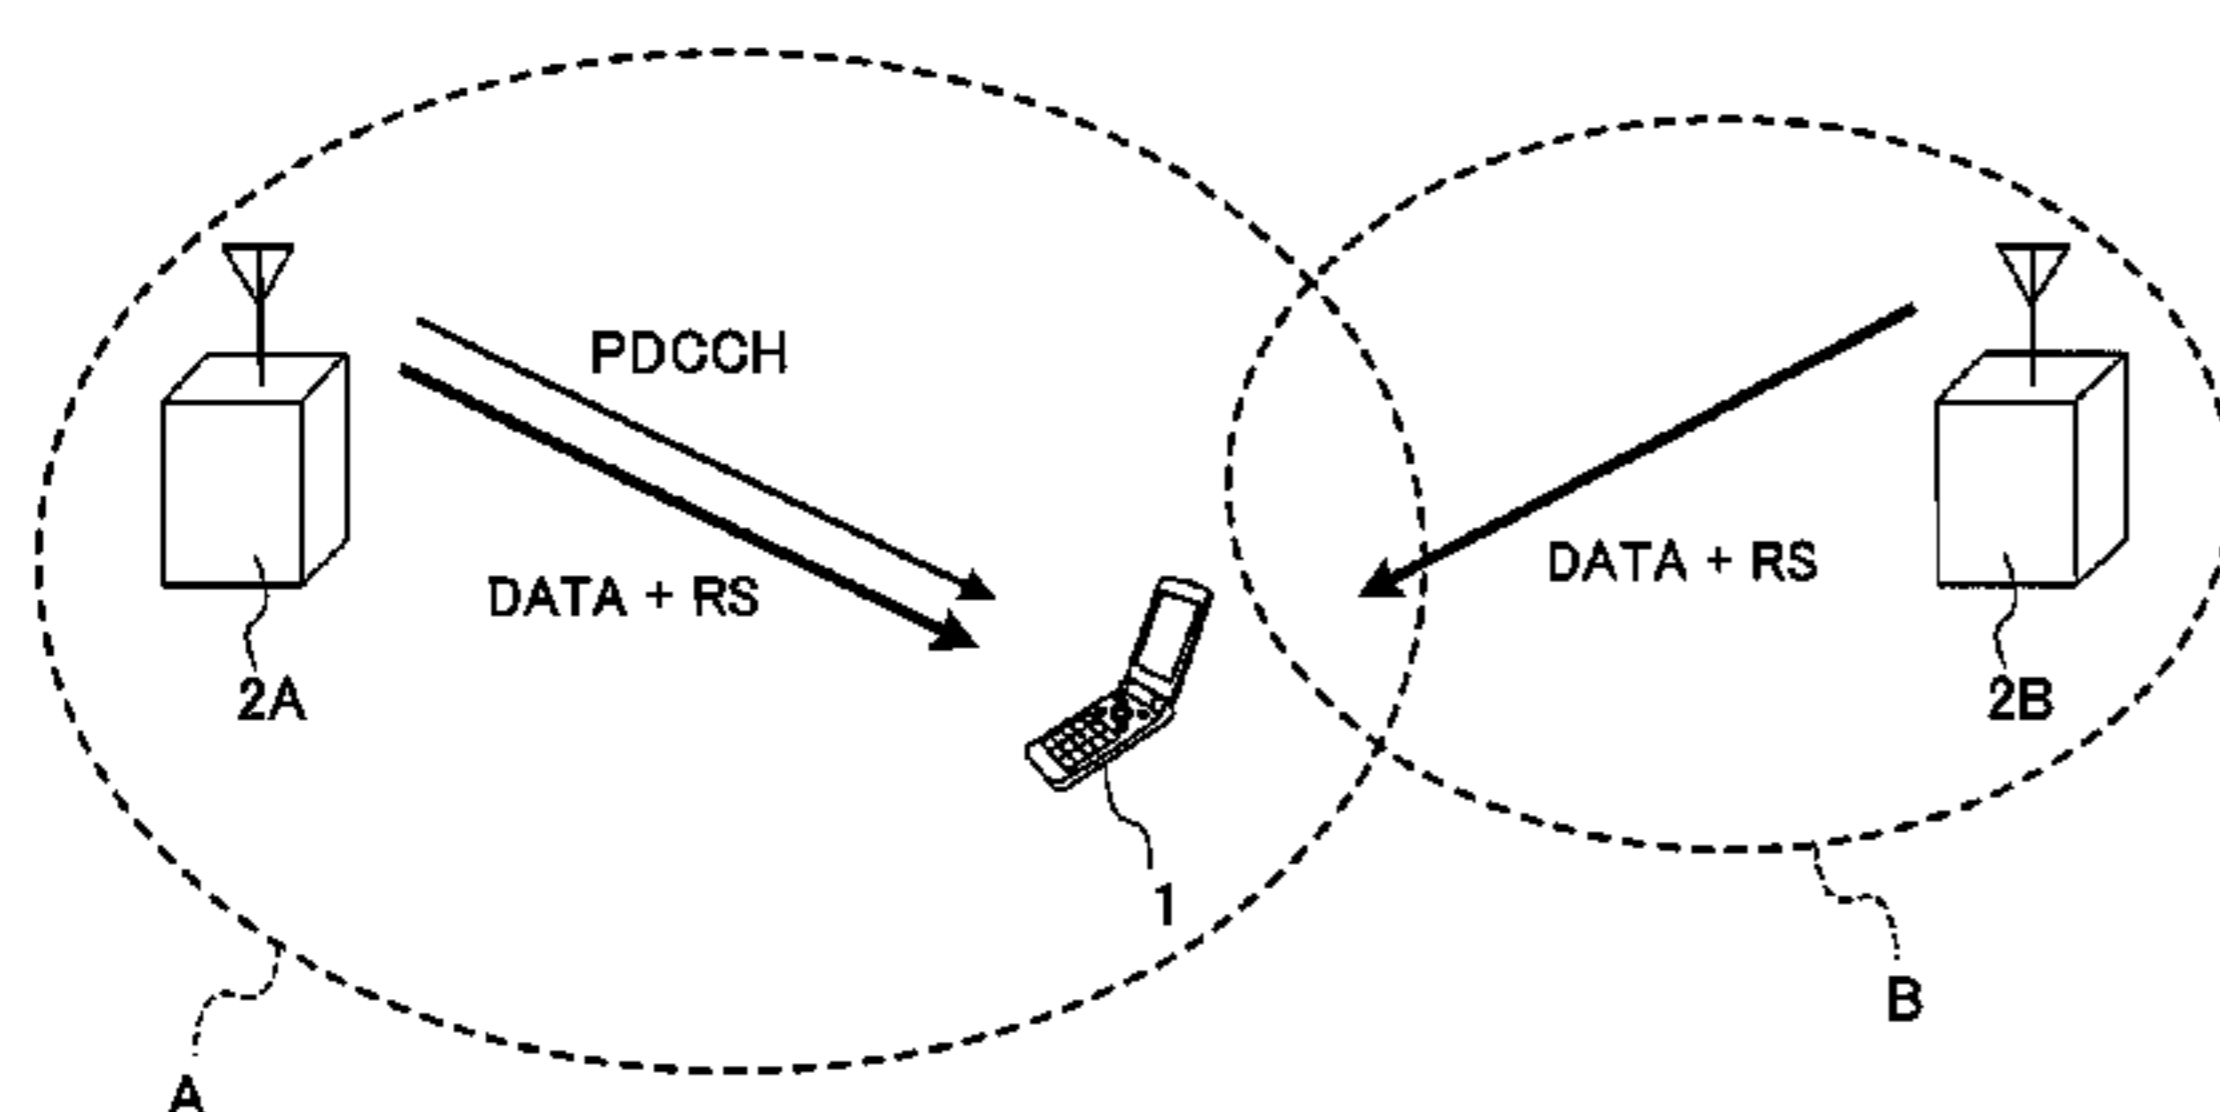 PDCCH
DATA + RS
DATA + RS
2A
2B
1
B
A